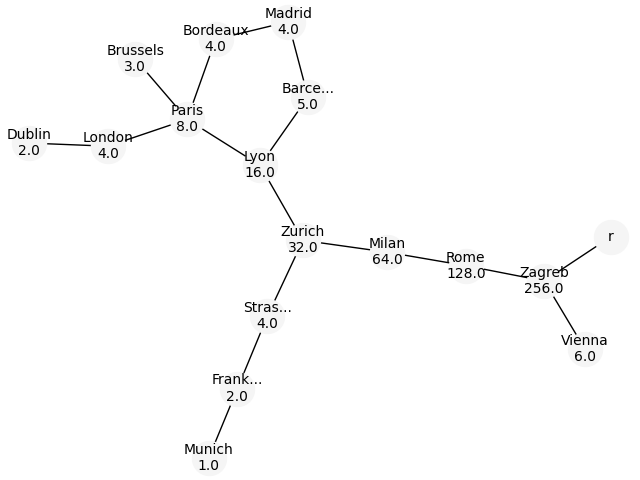 Madrid
4.0
Bordeaux
4.0
Brussels
3.0
Barce...
5.0
Paris
8.0
Dublin
2.0
London
4.0
Lyon
16.0
Zurich
32.0
Milan
64.0
Rome
128.0
Zagreb
256.0
r
Stras...
4.0
Vienna
6.0
Frank...
2.0
Munich
1.0